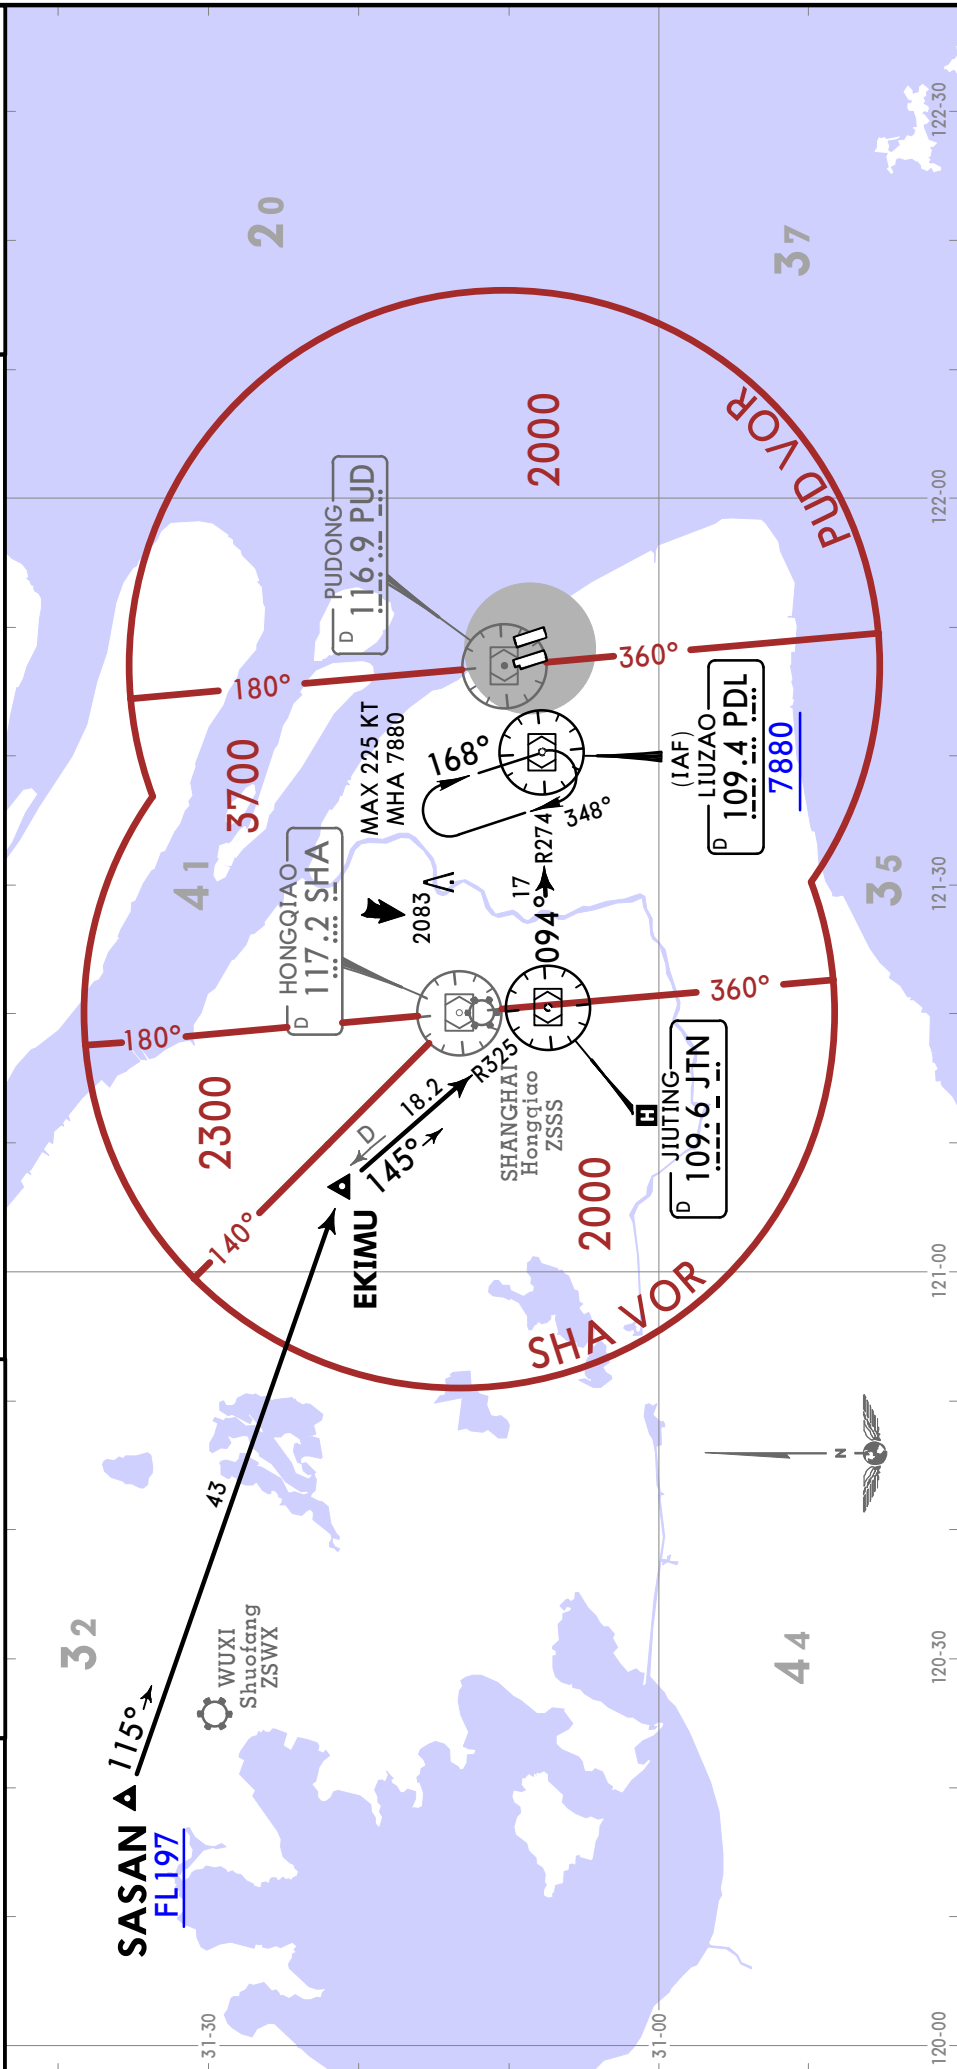 SASAN
FL197
115°
43
EKIMU
D
145°
18.2
R325
WUXI
Shuofang
ZSWX
32
41
20
37
35
44
HONGQIAO
D
117.2 SHA
PUDONG
D
116.9 PUD
JIUTING
D
109.6 JTN
H
(IAF)
LIUZAO
D
109.4 PDL
7880
SHANGHAI
Hongqiao
ZSSS
094°
17
R274
MAX 225 KT
MHA 7880
168°
348°
2083
180°
140°
360°
180°
360°
2300
3700
2000
2000
SHA VOR
PUD VOR
N
31-30
31-00
120-00
120-30
121-00
121-30
122-00
122-30